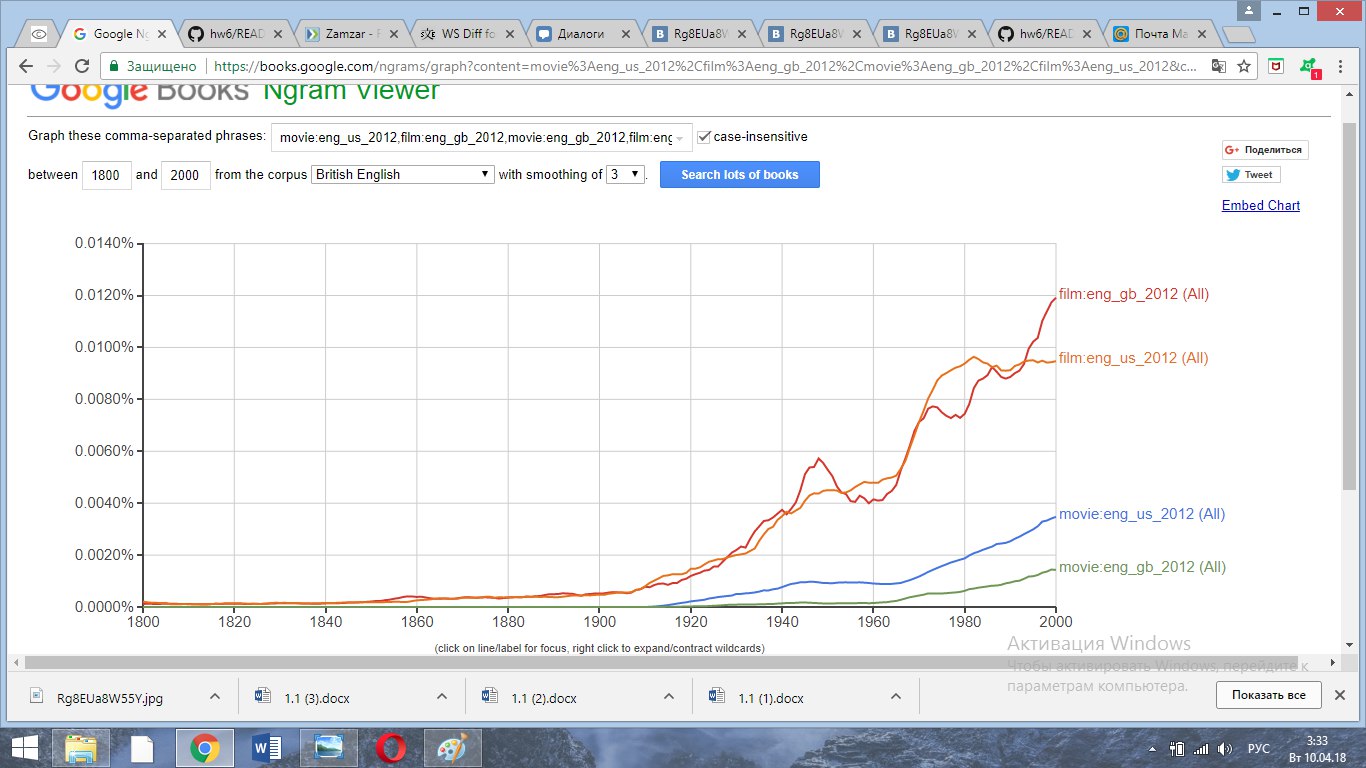 Google Ng
hw6/READ
Zamzar - F
WS Diff fo
Диалоги
Rg8EUa8W
Rg8EUa8W
Rg8EUa8W
hw6/READ
Почта Ma
Защищено
https://books.google.com/ngrams/graph?content=movie%3Aeng_us_2012%2Cfilm%3Aeng_gb_2012%2Cmovie%3Aeng_gb_2012%2Cfilm%3Aeng_us_2012&c...
1
Google Books Ngram Viewer
Graph these comma-separated phrases: movie:eng_us_2012,film:eng_gb_2012,movie:eng_gb_2012,film:eng case-insensitive
between 1800 and 2000 from the corpus British English with smoothing of 3 . Search lots of books
G+ Поделиться
Tweet
Embed Chart
0.0140%
0.0120%
0.0100%
0.0080%
0.0060%
0.0040%
0.0020%
0.0000%
film:eng_gb_2012 (All)
film:eng_us_2012 (All)
movie:eng_us_2012 (All)
movie:eng_gb_2012 (All)
1800 1820 1840 1860 1880 1900 1920 1940 1960 1980 2000
(click on line/label for focus, right click to expand/contract wildcards)
Активация Windows
Чтобы активировать Windows, перейдите к
параметрам компьютера.
Rg8EUa8W55Y.jpg
1.1 (3).docx
1.1 (2).docx
1.1 (1).docx
Показать все
РУС
3:33
Вт 10.04.18